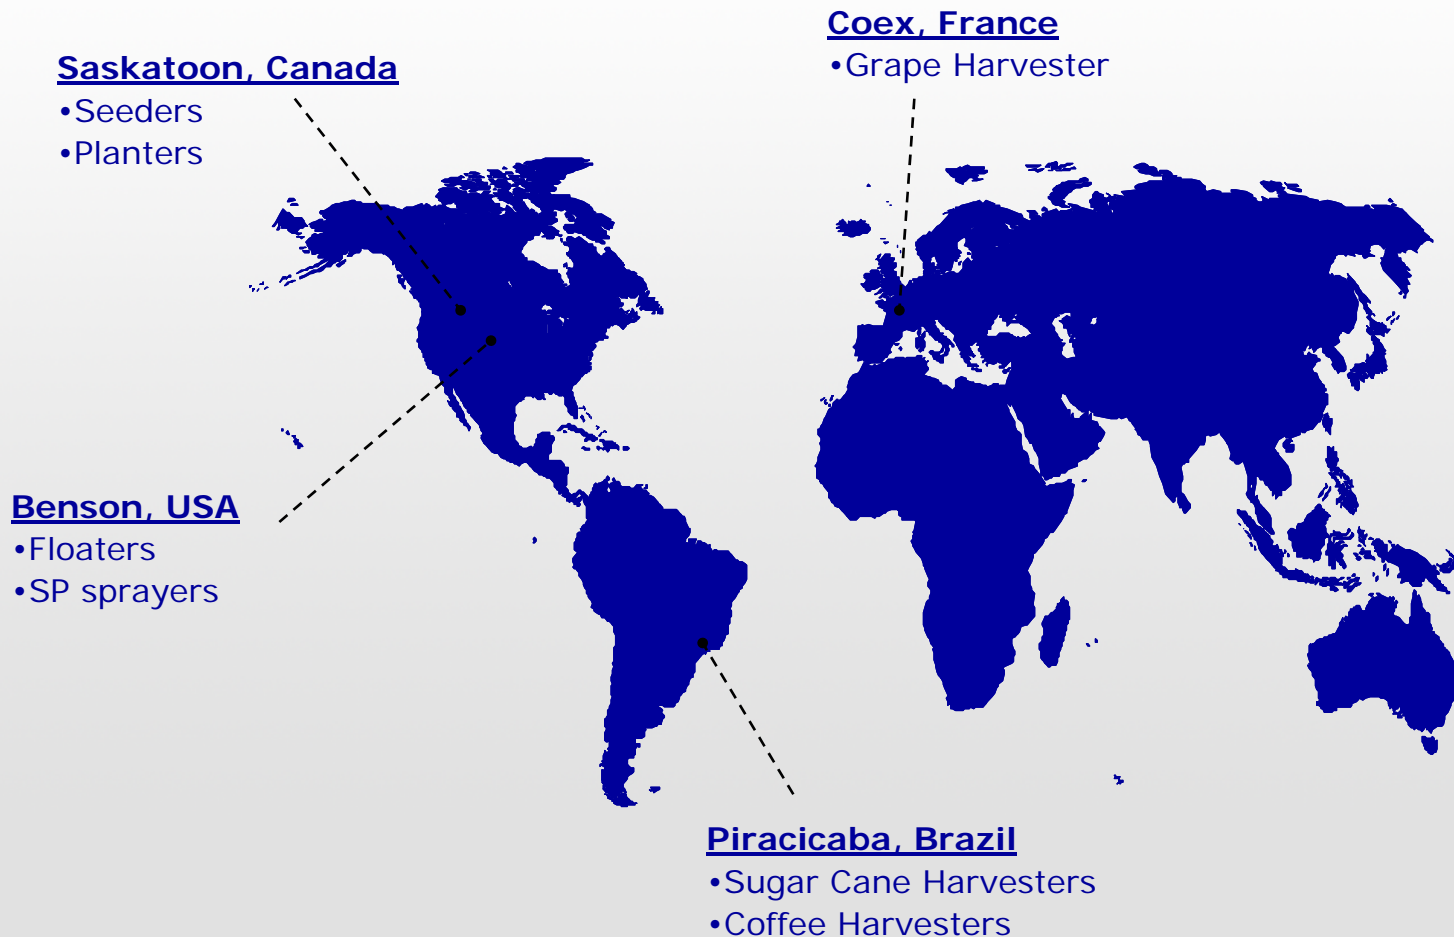 Coex, France
•Grape Harvester
Saskatoon, Canada
•Seeders
•Planters
Benson, USA
•Floaters
•SP sprayers
Piracicaba, Brazil
•Sugar Cane Harvesters
•Coffee Harvesters